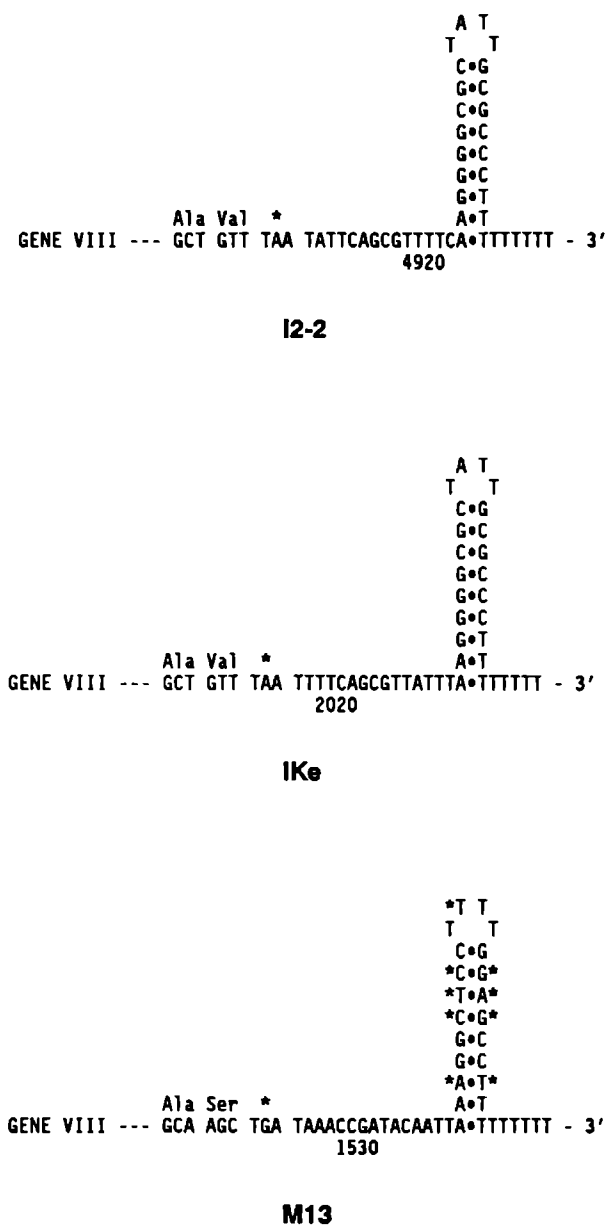 A T
T T
C•G
G•C
C•G
G•C
G•C
G•C
G•T
Ala Val * A•T
GENE VIII --- GCT GTT TAA TATTCAGCGTTTTCA•TTTTTTT - 3'
4920
I2-2
A T
T T
C•G
G•C
C•G
G•C
G•C
G•C
G•T
Ala Val * A•T
GENE VIII --- GCT GTT TAA TTTTCAGCGTTATTTA•TTTTTT - 3'
2020
IKe
*T T
T T
C•G
*C•G*
*T•A*
*C•G*
G•C
G•C
*A•T*
Ala Ser * A•T
GENE VIII --- GCA AGC TGA TAAACCGATACAATTA•TTTTTTT - 3'
1530
M13